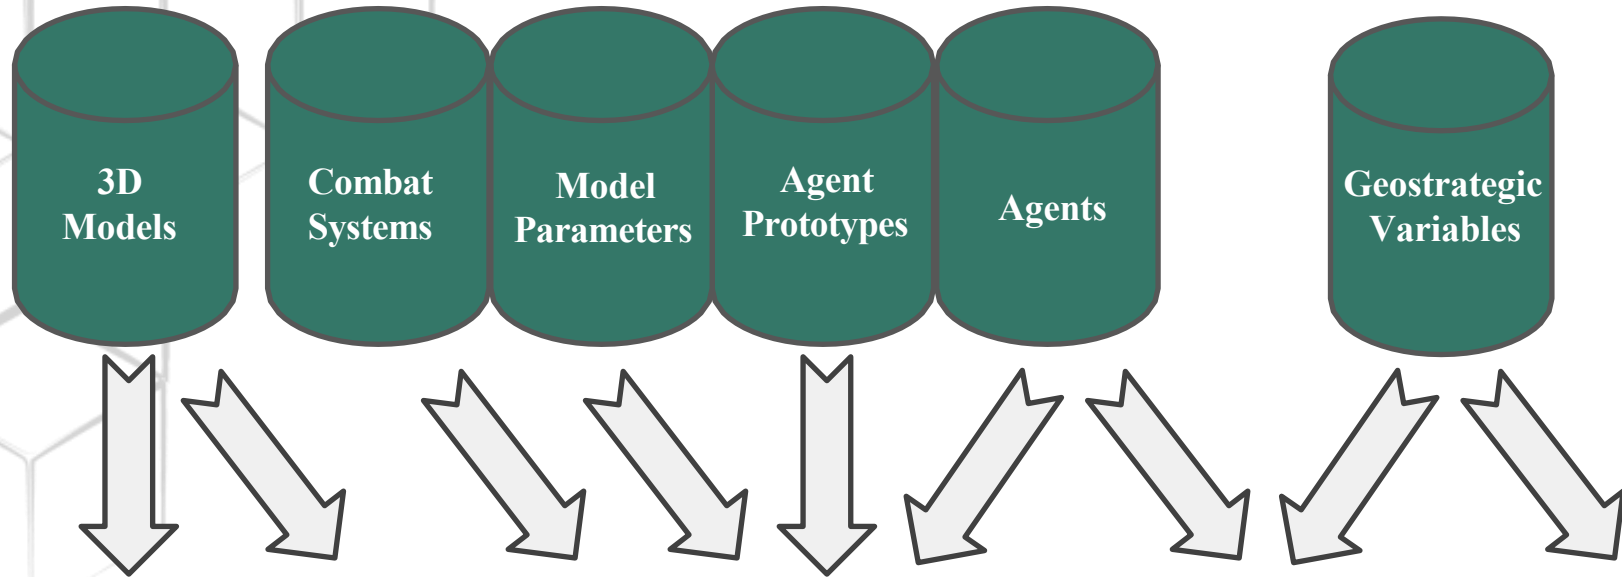 3D
Models
Combat
Systems
Model
Parameters
Agent
Prototypes
Agents
Geostrategic
Variables